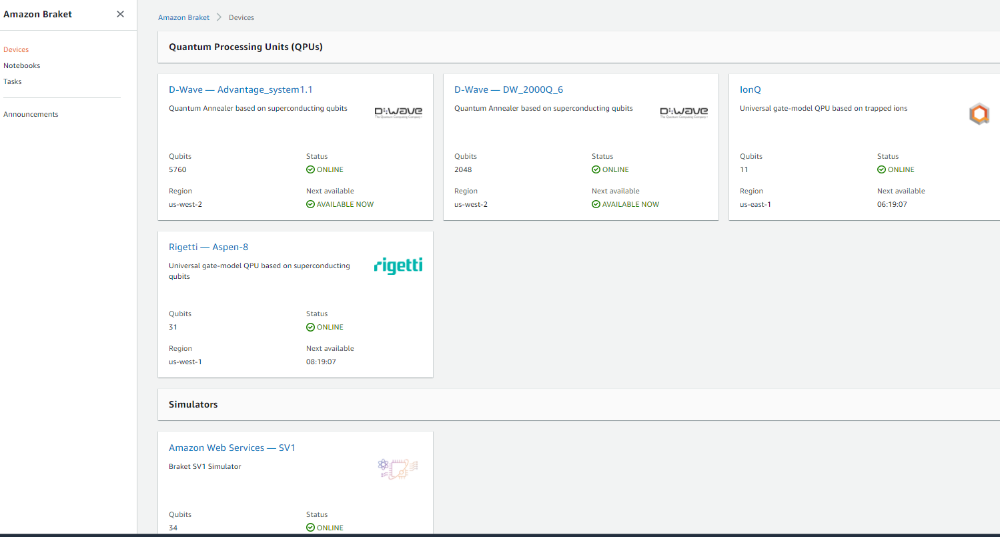 Amazon Braket
Devices
Notebooks
Tasks
Announcements
Amazon Braket > Devices
Quantum Processing Units (QPUs)
D-Wave — Advantage_system1.1
Quantum Annealer based on superconducting qubits
D:wave
The Quantum Computing Company™
Qubits
5760
Status
ONLINE
Region
us-west-2
Next available
AVAILABLE NOW
D-Wave — DW_2000Q_6
Quantum Annealer based on superconducting qubits
D:wave
The Quantum Computing Company™
Qubits
2048
Status
ONLINE
Region
us-west-2
Next available
AVAILABLE NOW
IonQ
Universal gate-model QPU based on trapped ions
Qubits
11
Status
ONLINE
Region
us-east-1
Next available
06:19:07
Rigetti — Aspen-8
Universal gate-model QPU based on superconducting
qubits
rigetti
Qubits
31
Status
ONLINE
Region
us-west-1
Next available
08:19:07
Simulators
Amazon Web Services — SV1
Braket SV1 Simulator
Qubits
34
Status
ONLINE